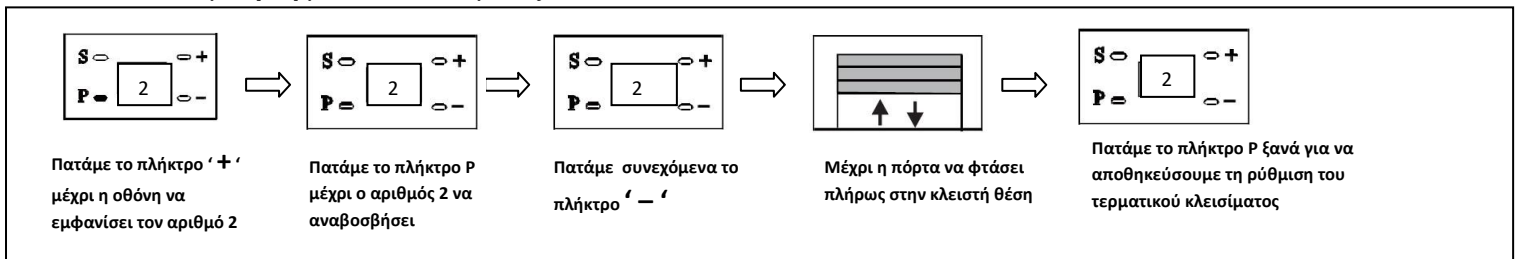 S +
P 2 −
S +
P 2 −
S +
P 2 −
S +
P 2 −
Πατάμε το πλήκτρο ‘ + ‘
μέχρι η οθόνη να
εμφανίσει τον αριθμό 2
Πατάμε το πλήκτρο P
μέχρι ο αριθμός 2 να
αναβοσβήσει
Πατάμε συνεχόμενα το
πλήκτρο ‘ − ‘
Μέχρι η πόρτα να φτάσει
πλήρως στην κλειστή θέση
Πατάμε το πλήκτρο P ξανά για να
αποθηκεύσουμε τη ρύθμιση του
τερματικού κλεισίματος